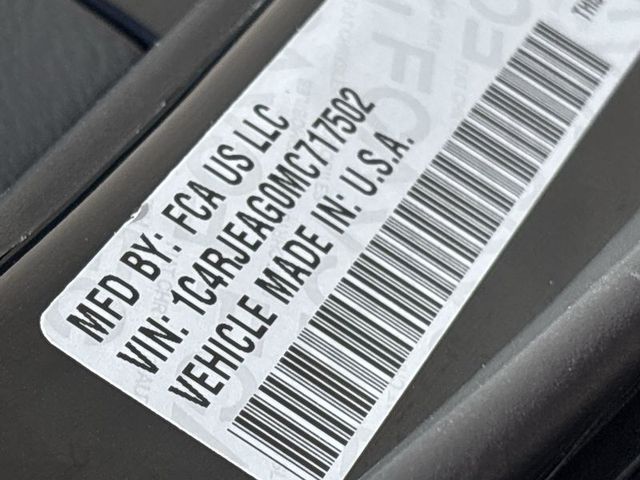 MFD BY: FCA US LLC
VIN: 1C4RJEAG0MC717502
VEHICLE MADE IN: U.S.A.